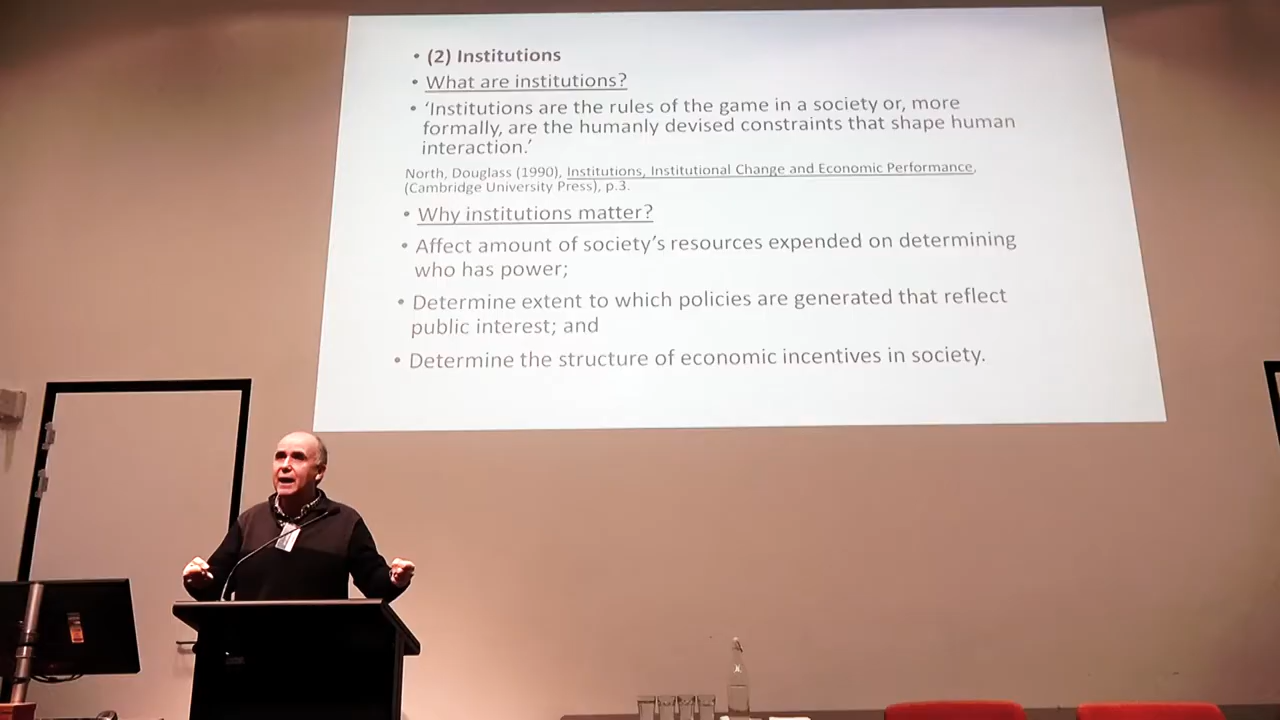 • (2) Institutions
• What are institutions?
• ‘Institutions are the rules of the game in a society or, more
formally, are the humanly devised constraints that shape human
interaction.’
North, Douglass (1990), Institutions, Institutional Change and Economic Performance,
(Cambridge University Press), p.3.
• Why institutions matter?
• Affect amount of society’s resources expended on determining
who has power;
• Determine extent to which policies are generated that reflect
public interest; and
• Determine the structure of economic incentives in society.